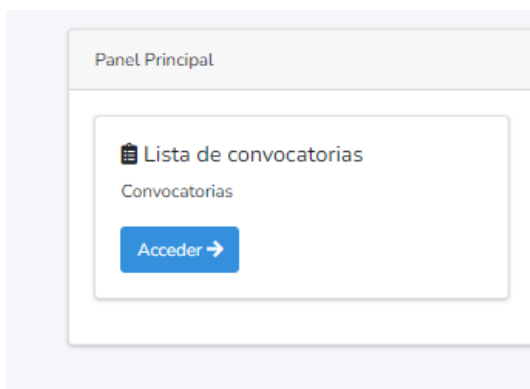 Panel Principal
Lista de convocatorias
Convocatorias
Acceder